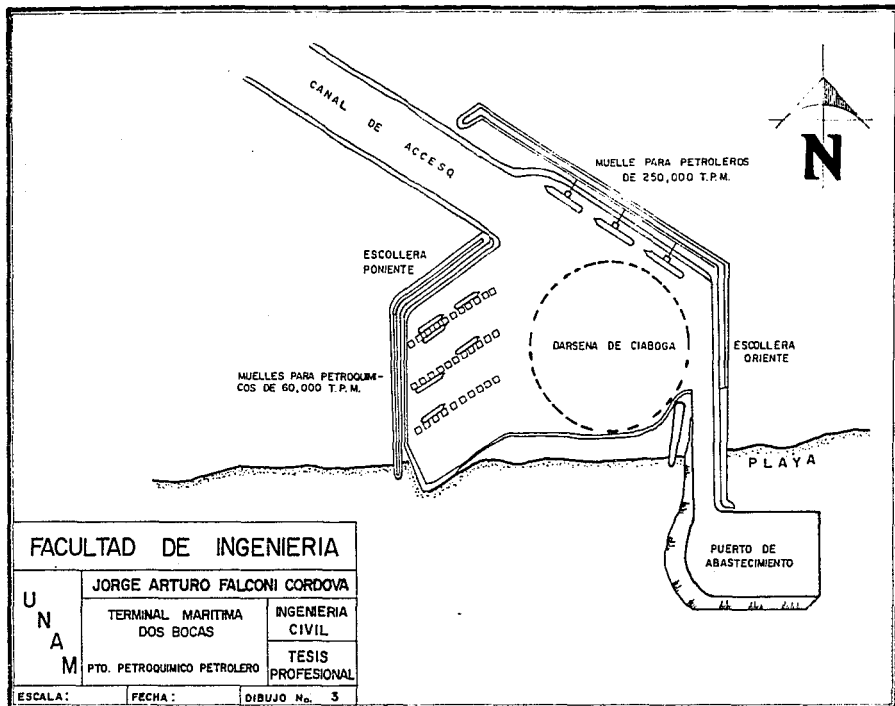 CANAL
DE
ACCESO
MUELLE PARA PETROLEROS
DE 250,000 T.P.M.
N
ESCOLLERA
PONIENTE
DARSENA DE CIABOGA
ESCOLLERA
ORIENTE
MUELLES PARA PETROQUIMI-
COS DE 60,000 T.P.M.
PLAYA
PUERTO DE
ABASTECIMIENTO
FACULTAD DE INGENIERIA
UNAM
JORGE ARTURO FALCONI CORDOVA
TERMINAL MARITIMA
DOS BOCAS
PTO. PETROQUIMICO PETROLERO
INGENIERIA
CIVIL
TESIS
PROFESIONAL
ESCALA:
FECHA:
DIBUJO No. 3